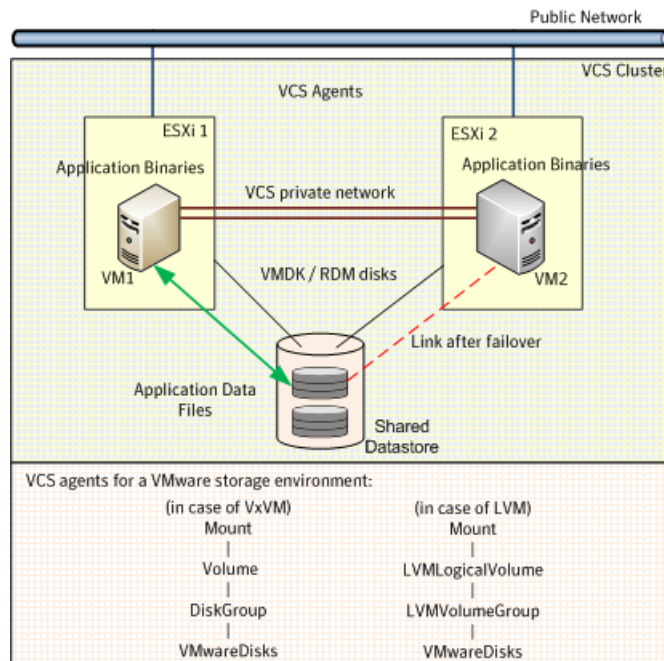 Public Network
VCS Cluster
VCS Agents
ESXi 1
ESXi 2
Application Binaries
Application Binaries
VCS private network
VM1
VMDK / RDM disks
VM2
Link after failover
Application Data
Files
Shared
Datastore
VCS agents for a VMware storage environment:
(in case of VxVM)
Mount
Volume
DiskGroup
VMwareDisks
(in case of LVM)
Mount
LVMLogicalVolume
LVMVolumeGroup
VMwareDisks